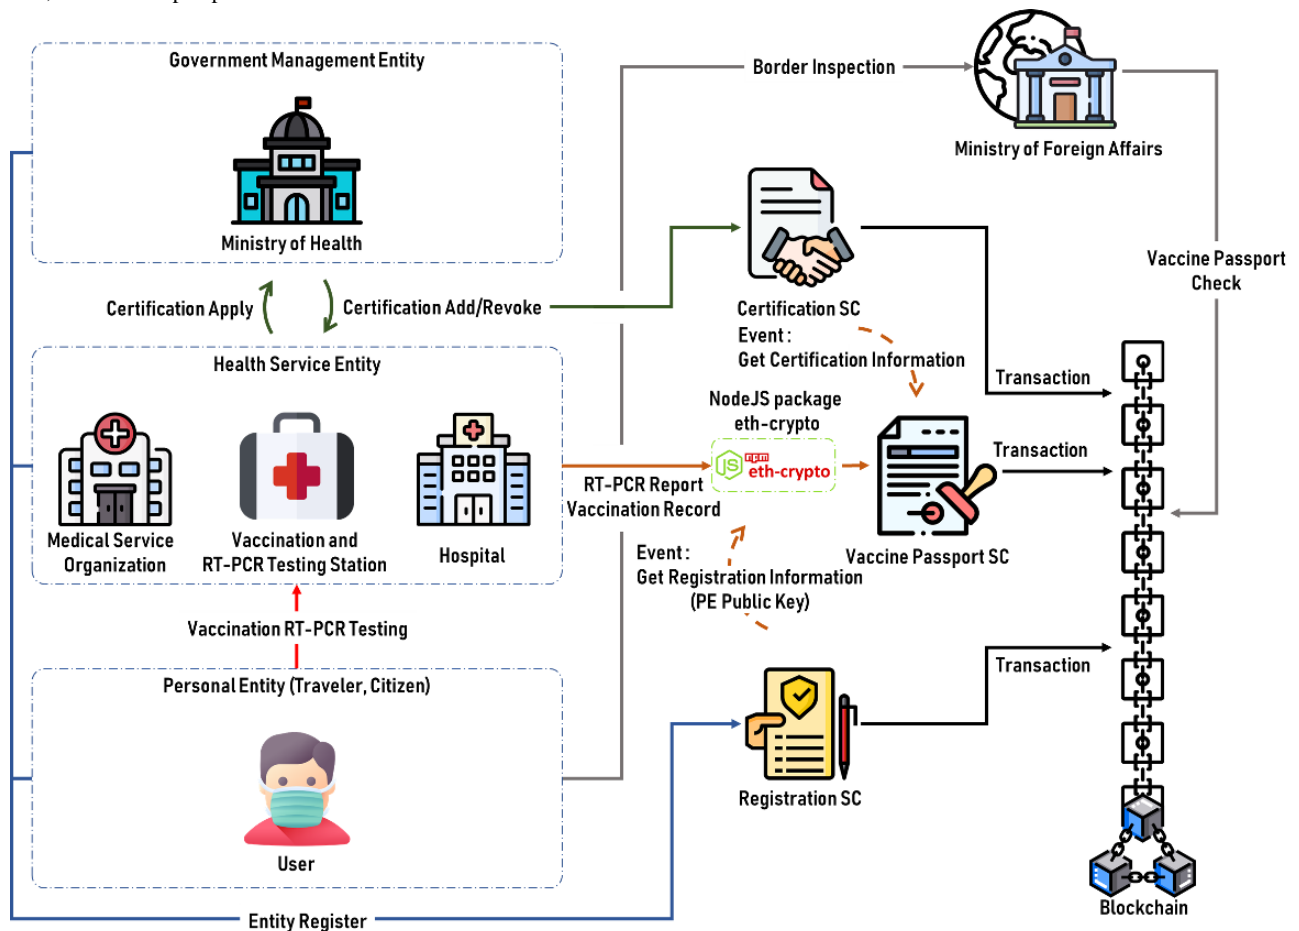 Government Management Entity
Ministry of Health
Certification Apply
Certification Add/Revoke
Border Inspection
Ministry of Foreign Affairs
Vaccine Passport
Check
Certification SC
Event :
Get Certification Information
Health Service Entity
Medical Service
Organization
Vaccination and
RT-PCR Testing Station
Hospital
RT-PCR Report
Vaccination Record
NodeJS package
eth-crypto
JS
npm
eth-crypto
Vaccine Passport SC
Transaction
Transaction
Event :
Get Registration Information
(PE Public Key)
Vaccination RT-PCR Testing
Personal Entity (Traveler, Citizen)
User
Registration SC
Transaction
Entity Register
Blockchain